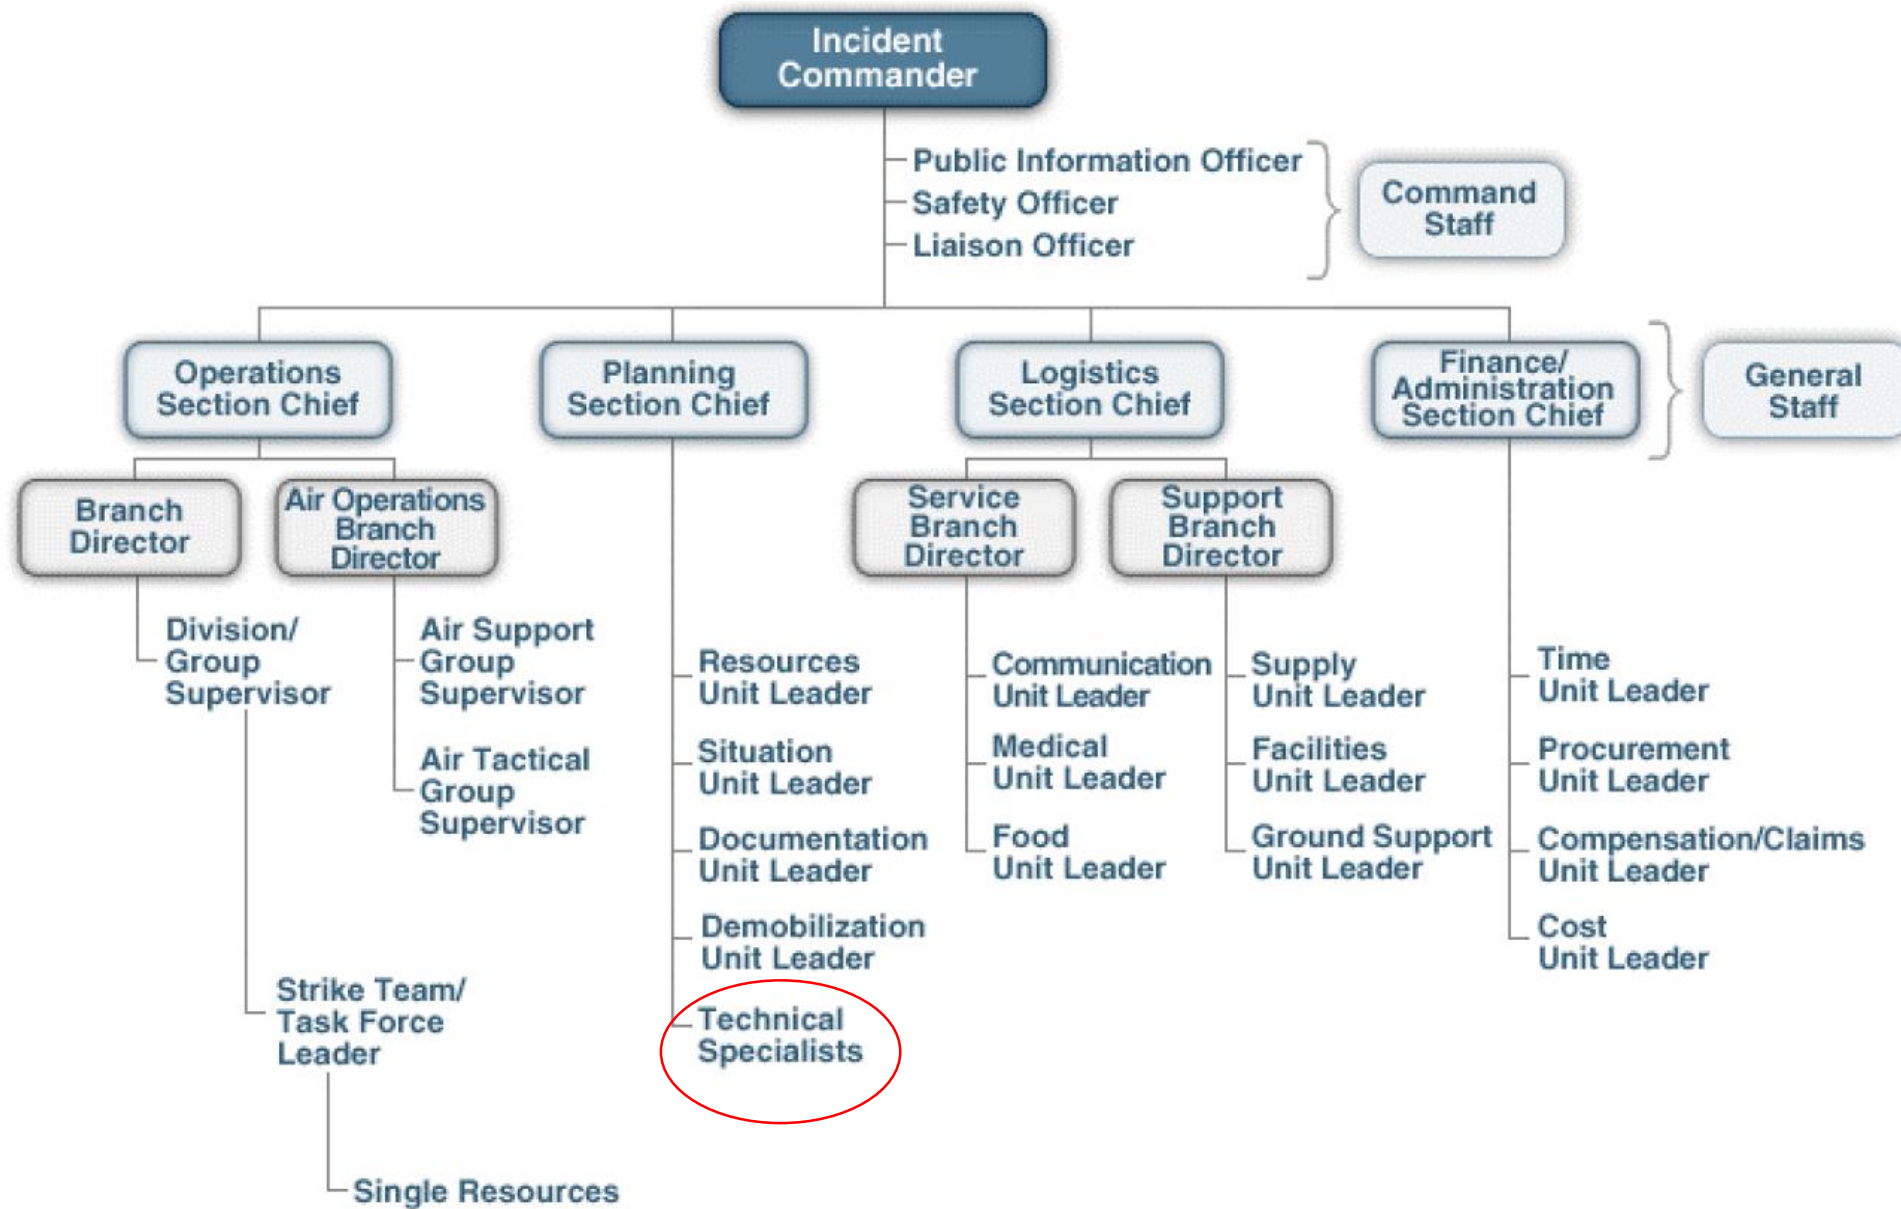 Incident
Commander
Public Information Officer
Safety Officer
Liaison Officer
Command
Staff
Operations
Section Chief
Planning
Section Chief
Logistics
Section Chief
Finance/
Administration
Section Chief
General
Staff
Branch
Director
Air Operations
Branch
Director
Service
Branch
Director
Support
Branch
Director
Division/
Group
Supervisor
Strike Team/
Task Force
Leader
Single Resources
Air Support
Group
Supervisor
Air Tactical
Group
Supervisor
Resources
Unit Leader
Situation
Unit Leader
Documentation
Unit Leader
Demobilization
Unit Leader
Technical
Specialists
Communication
Unit Leader
Medical
Unit Leader
Food
Unit Leader
Supply
Unit Leader
Facilities
Unit Leader
Ground Support
Unit Leader
Time
Unit Leader
Procurement
Unit Leader
Compensation/Claims
Unit Leader
Cost
Unit Leader